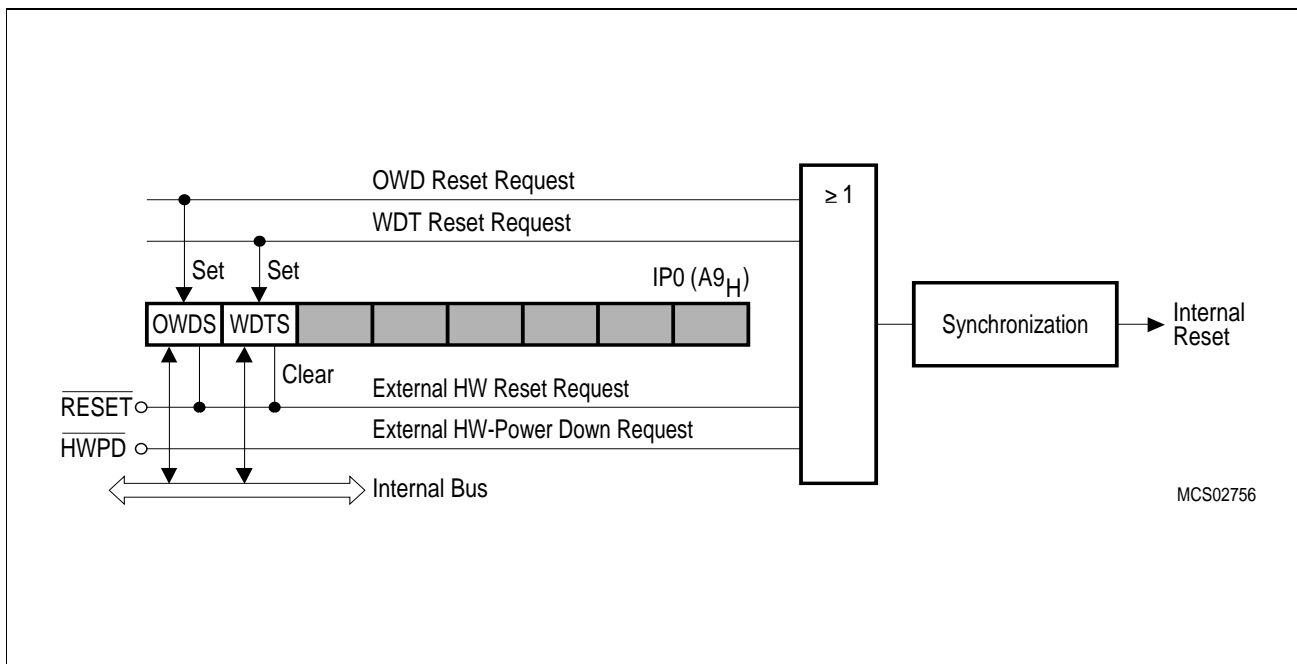 OWD Reset Request
≥ 1
WDT Reset Request
Set
Set
IP0 (A9H)
OWDS
WDTS
Synchronization
Internal
Reset
Clear
RESET
External HW Reset Request
HWPD
External HW-Power Down Request
Internal Bus
MCS02756